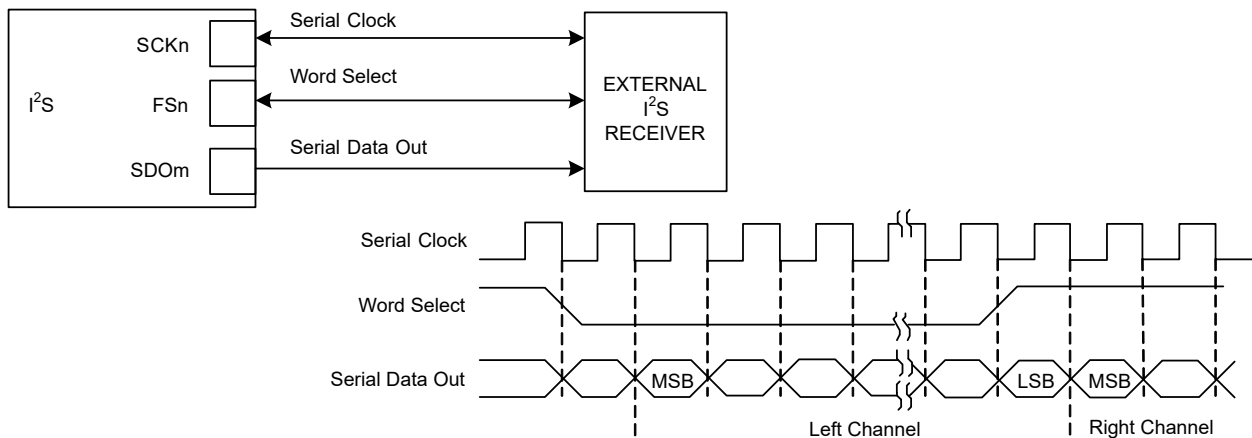 Serial Clock
SCKn
Word Select
I²S
FSn
EXTERNAL
I²S
RECEIVER
Serial Data Out
SDOm
Serial Clock
Word Select
Serial Data Out
MSB
LSB
MSB
Left Channel
Right Channel